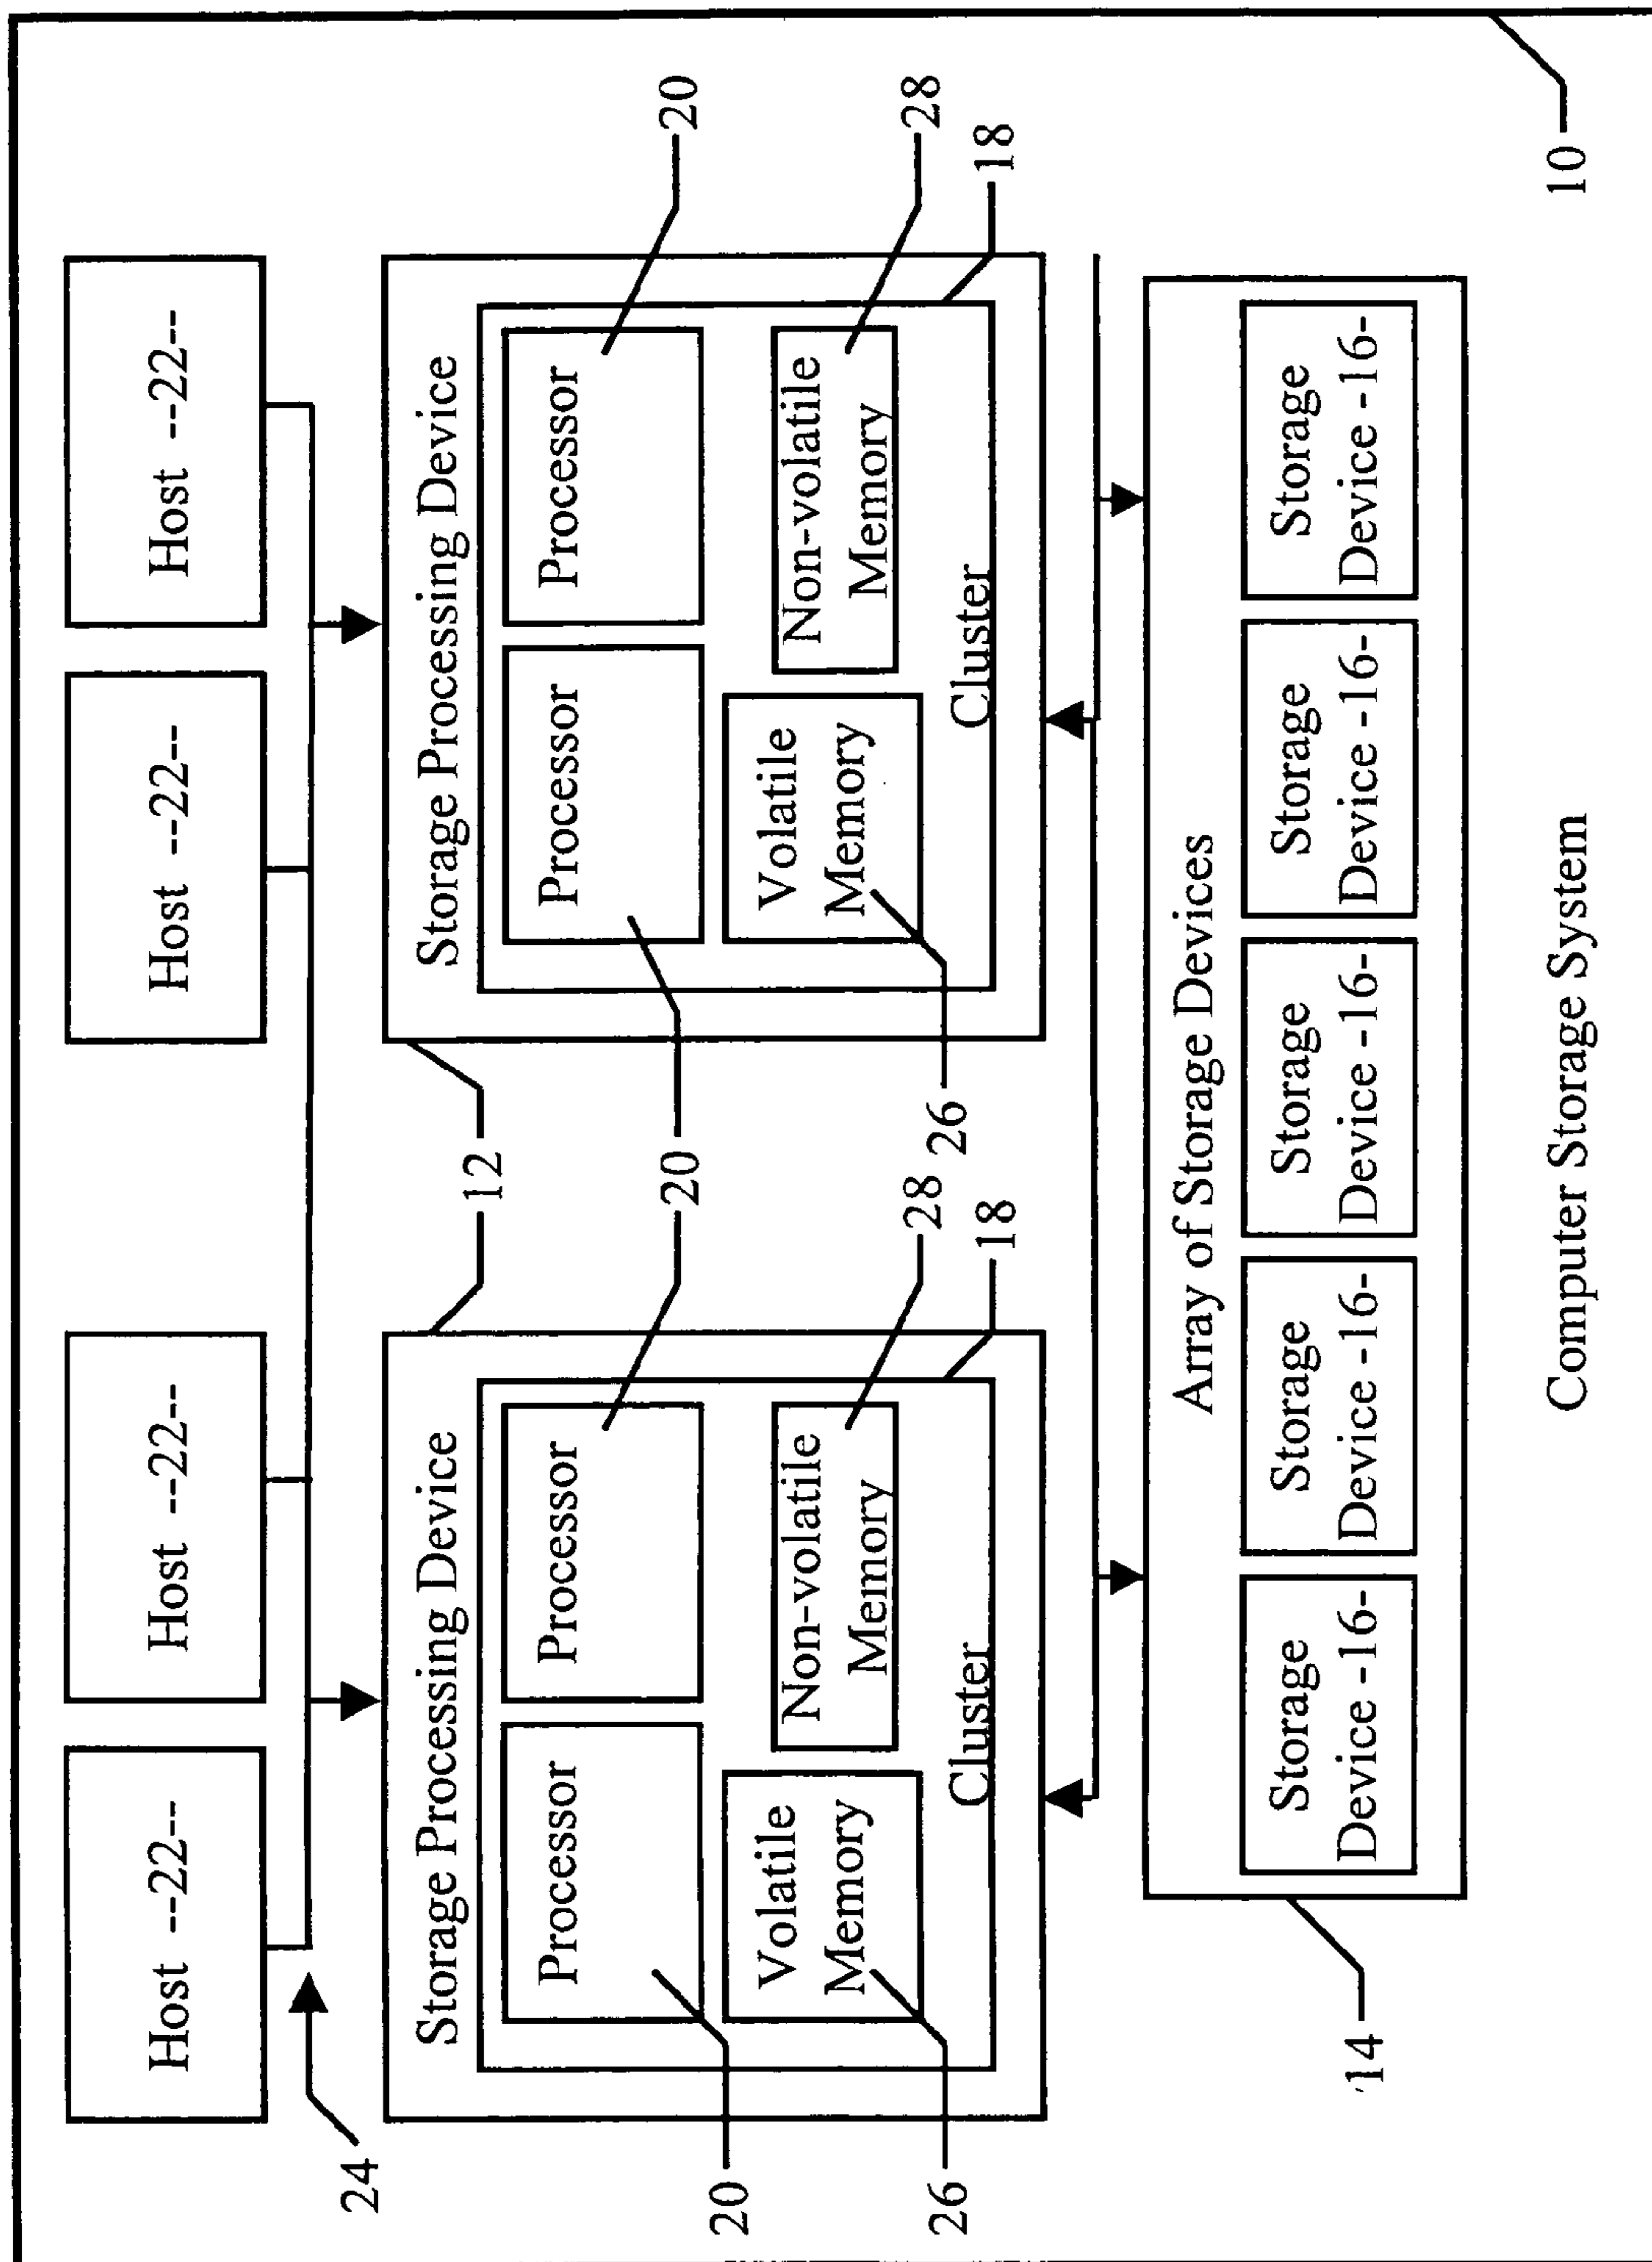 Host --22--
Host --22--
Host --22--
Host --22--
24
Storage Processing Device
Processor
Processor
Volatile
Memory
Non-volatile
Memory
Cluster
20
26
12
20
28
18
Storage Processing Device
Processor
Processor
Volatile
Memory
Non-volatile
Memory
Cluster
26
20
28
18
Array of Storage Devices
Storage
Device -16-
Storage
Device -16-
Storage
Device -16-
Storage
Device -16-
Storage
Device -16-
14
Computer Storage System
10